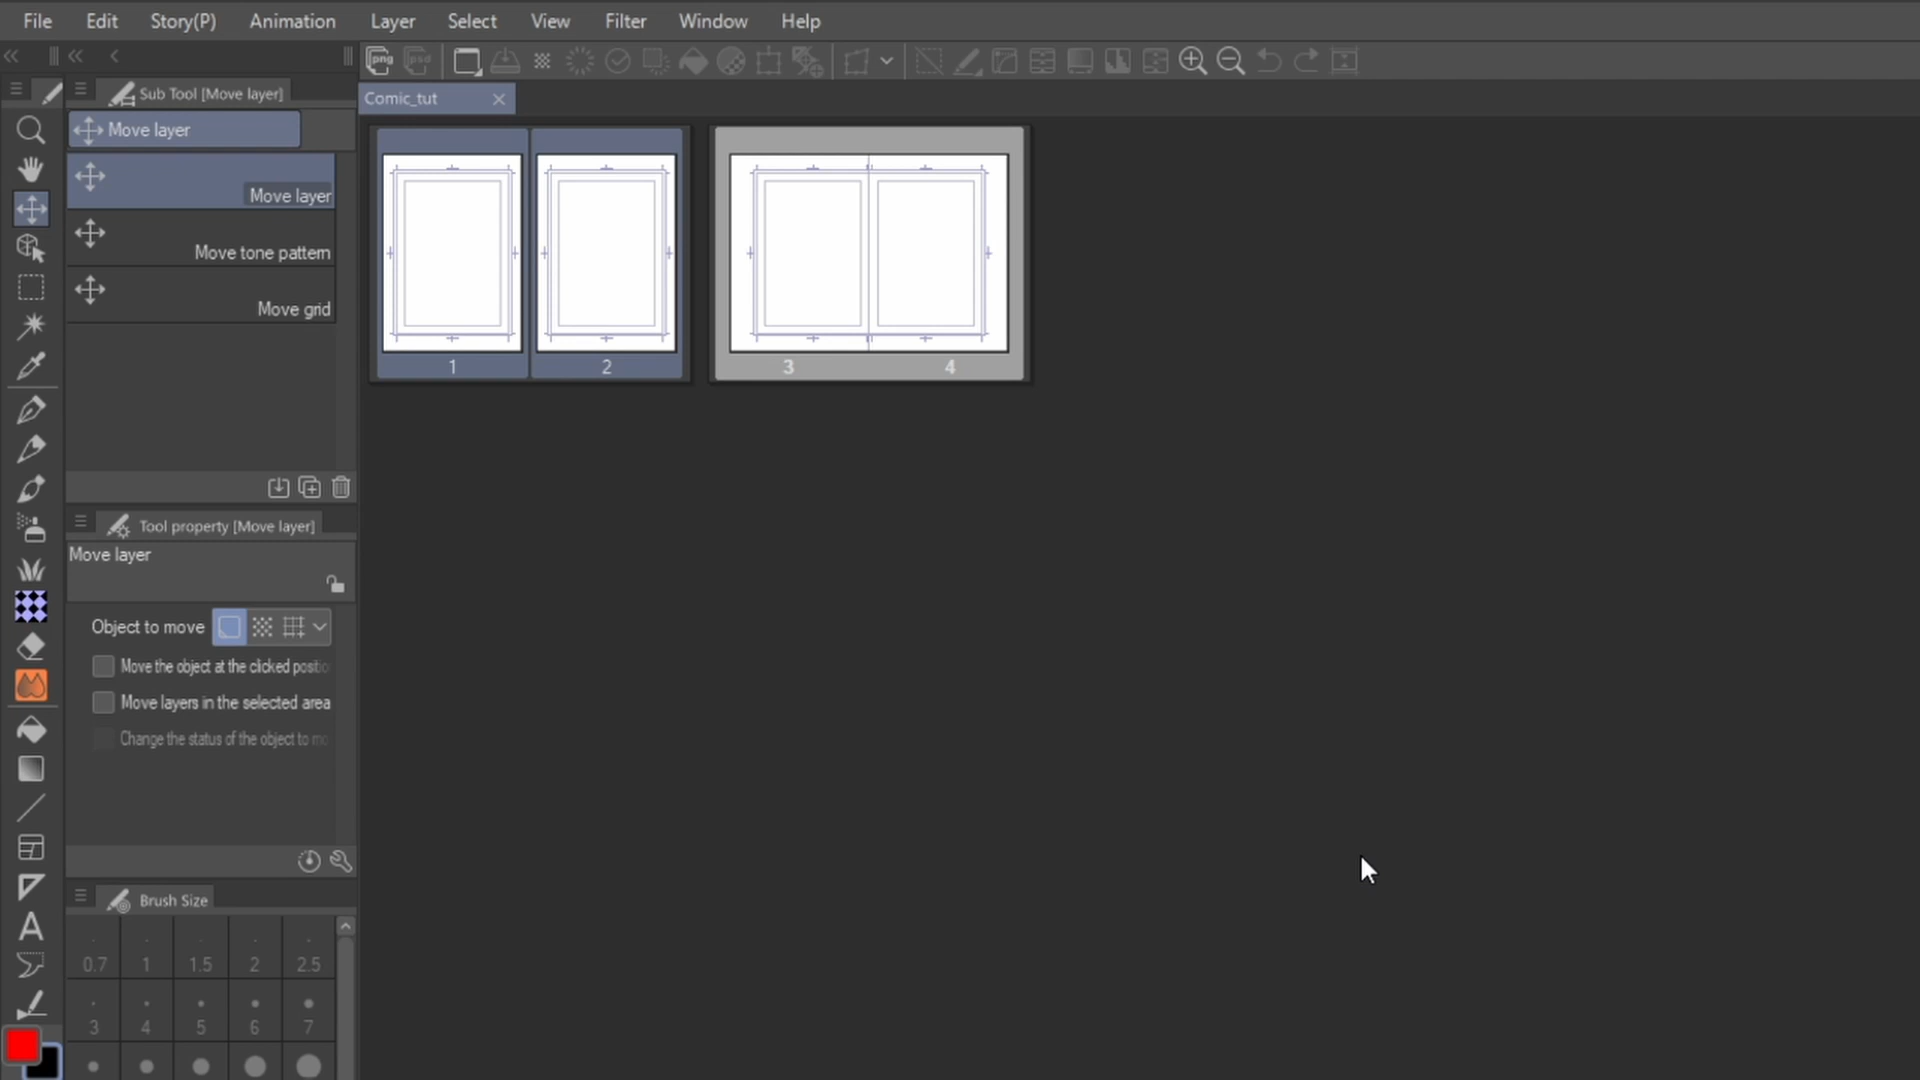 File Edit Story(P) Animation Layer Select View Filter Window Help
png psd
Sub Tool [Move layer]
Comic_tut
Move layer
Move layer
Move tone pattern
Move grid
1 2 3 4
Tool property [Move layer]
Move layer
Object to move
Move the object at the clicked positio
Move layers in the selected area
Change the status of the object to mo
Brush Size
0.7 1 1.5 2 2.5
3 4 5 6 7